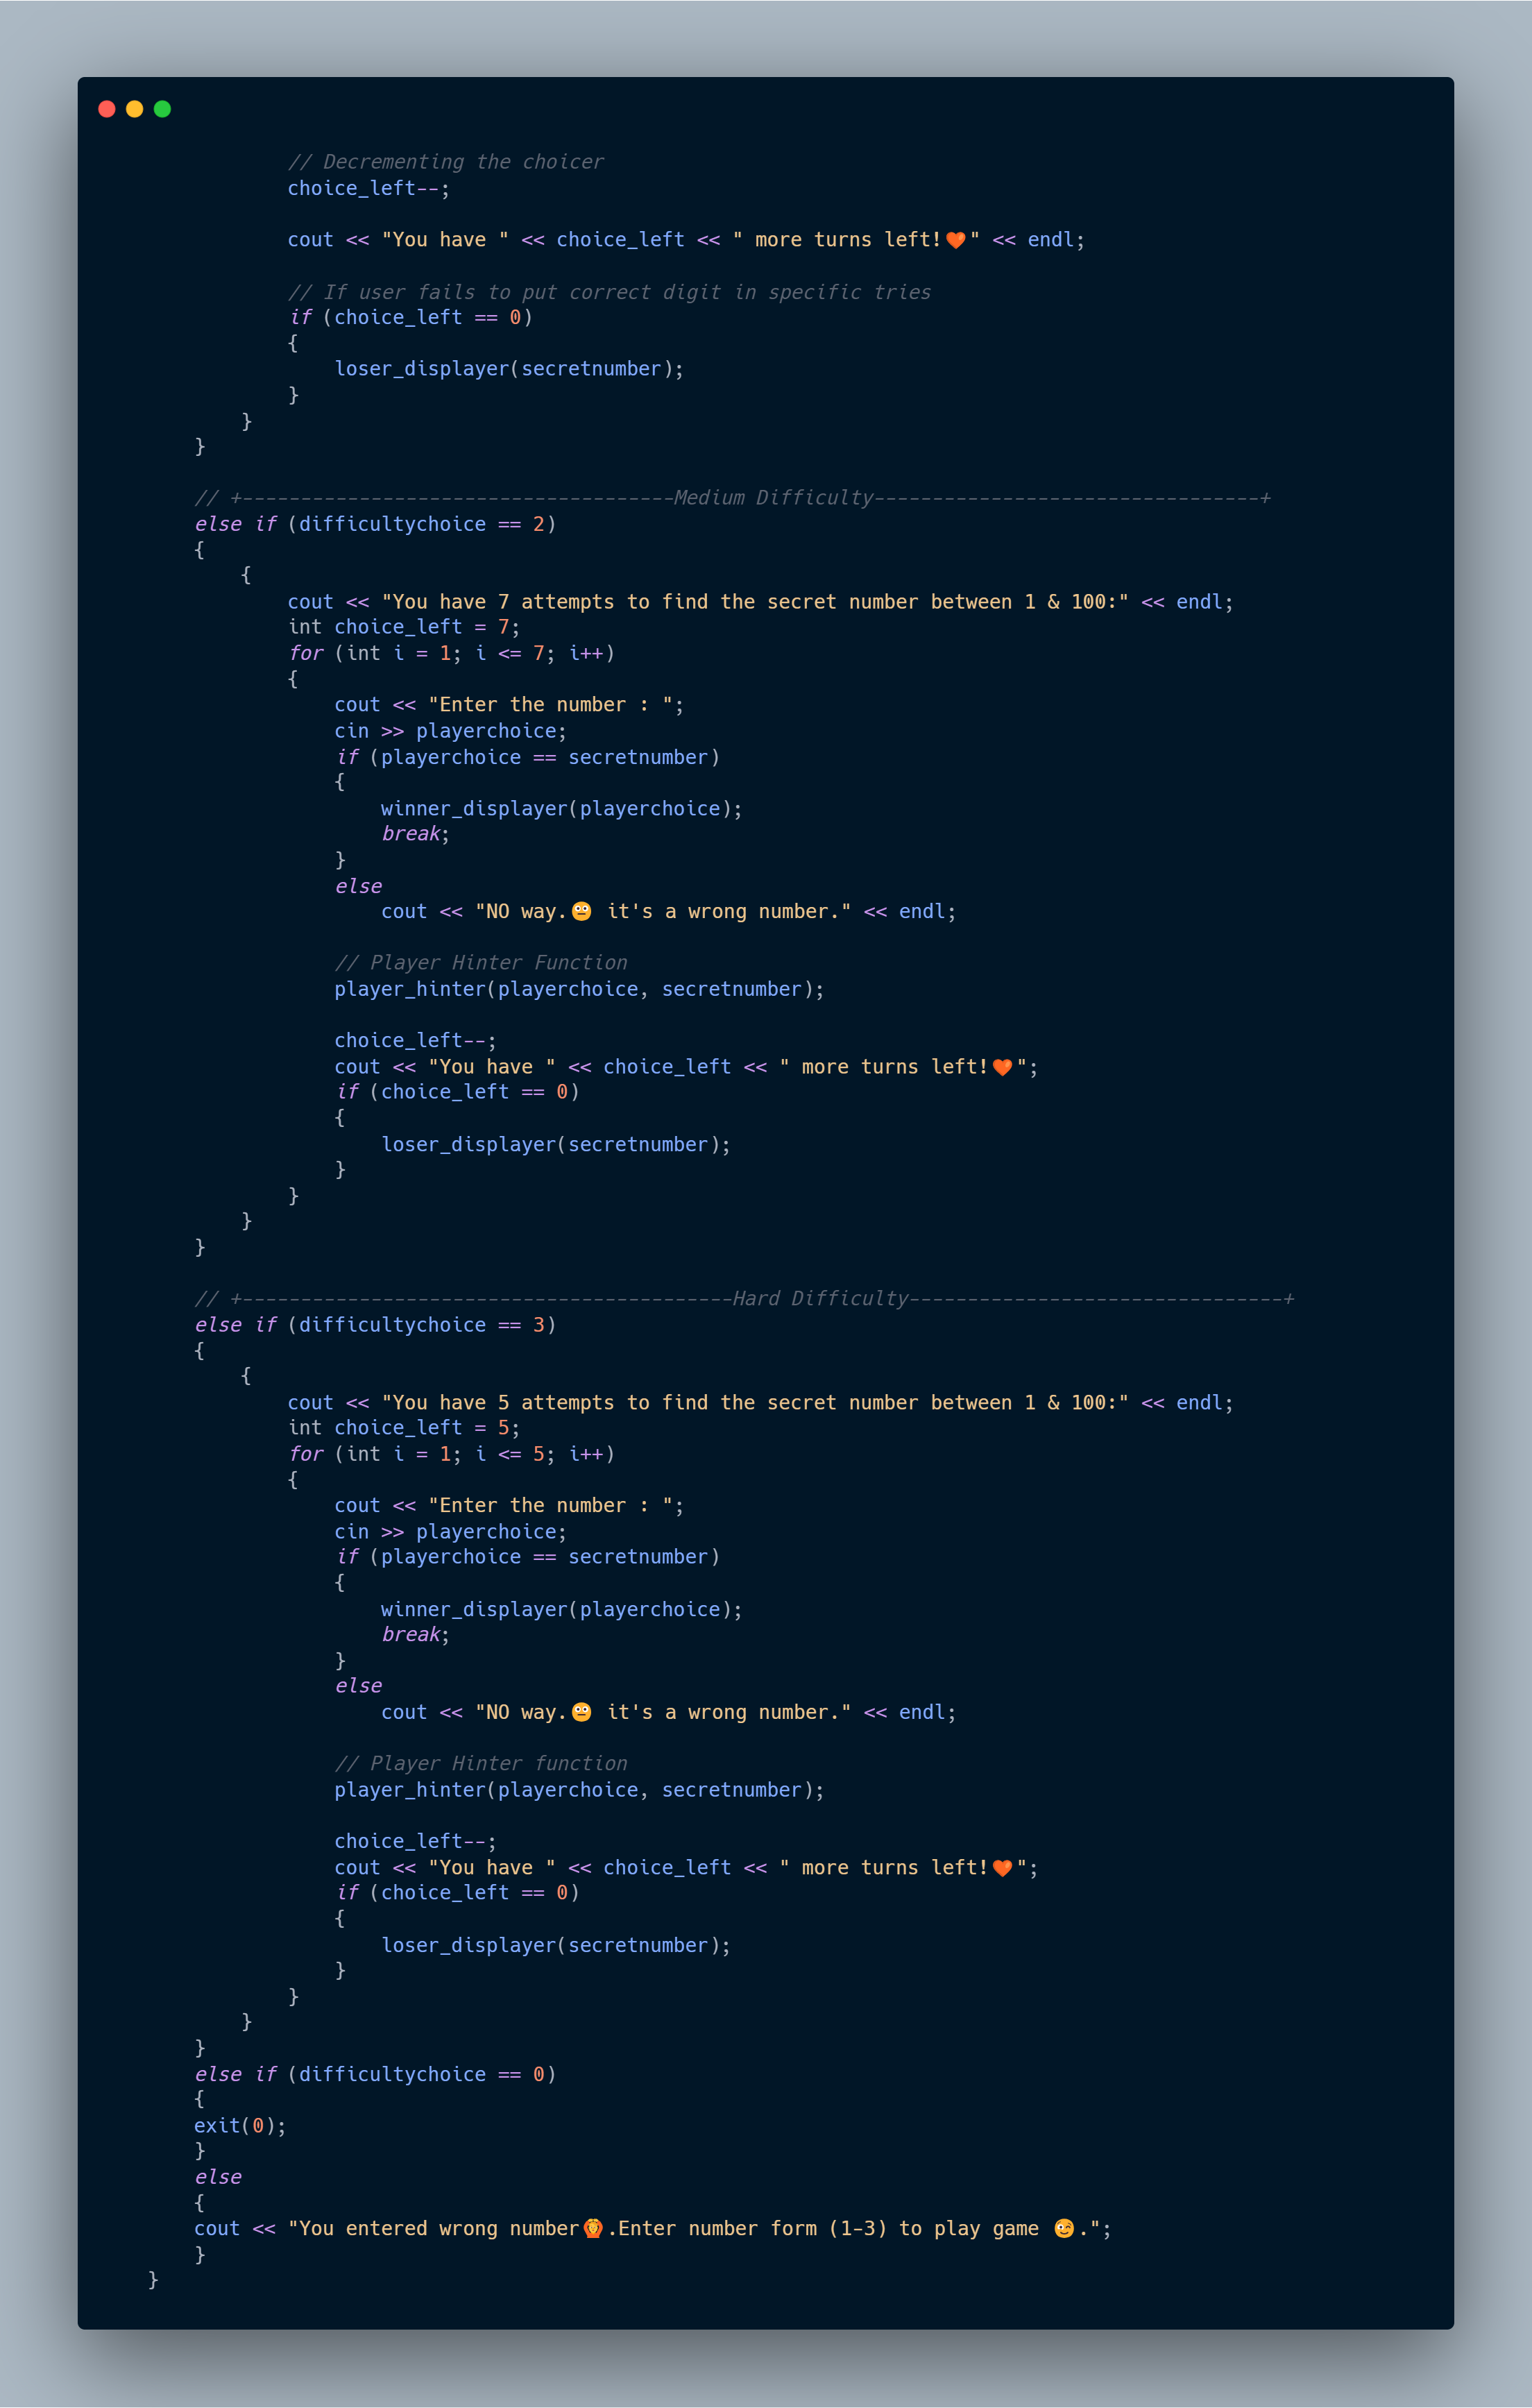 // Decrementing the choicer
choice_left--;
cout << "You have " << choice_left << " more turns left!🧡" << endl;
// If user fails to put correct digit in specific tries
if (choice_left == 0)
{
loser_displayer(secretnumber);
}
}
}
// +---------------------------------------Medium Difficulty---------------------------------+
else if (difficultychoice == 2)
{
{
cout << "You have 7 attempts to find the secret number between 1 & 100:" << endl;
int choice_left = 7;
for (int i = 1; i <= 7; i++)
{
cout << "Enter the number : ";
cin >> playerchoice;
if (playerchoice == secretnumber)
{
winner_displayer(playerchoice);
break;
}
else
cout << "NO way.🙄 it's a wrong number." << endl;
// Player Hinter Function
player_hinter(playerchoice, secretnumber);
choice_left--;
cout << "You have " << choice_left << " more turns left!🧡";
if (choice_left == 0)
{
loser_displayer(secretnumber);
}
}
}
}
// +------------------------------------------Hard Difficulty--------------------------------+
else if (difficultychoice == 3)
{
{
cout << "You have 5 attempts to find the secret number between 1 & 100:" << endl;
int choice_left = 5;
for (int i = 1; i <= 5; i++)
{
cout << "Enter the number : ";
cin >> playerchoice;
if (playerchoice == secretnumber)
{
winner_displayer(playerchoice);
break;
}
else
cout << "NO way.🙄 it's a wrong number." << endl;
// Player Hinter function
player_hinter(playerchoice, secretnumber);
choice_left--;
cout << "You have " << choice_left << " more turns left!🧡";
if (choice_left == 0)
{
loser_displayer(secretnumber);
}
}
}
}
else if (difficultychoice == 0)
{
exit(0);
}
else
{
cout << "You entered wrong number🙆.Enter number form (1-3) to play game 😉.";
}
}